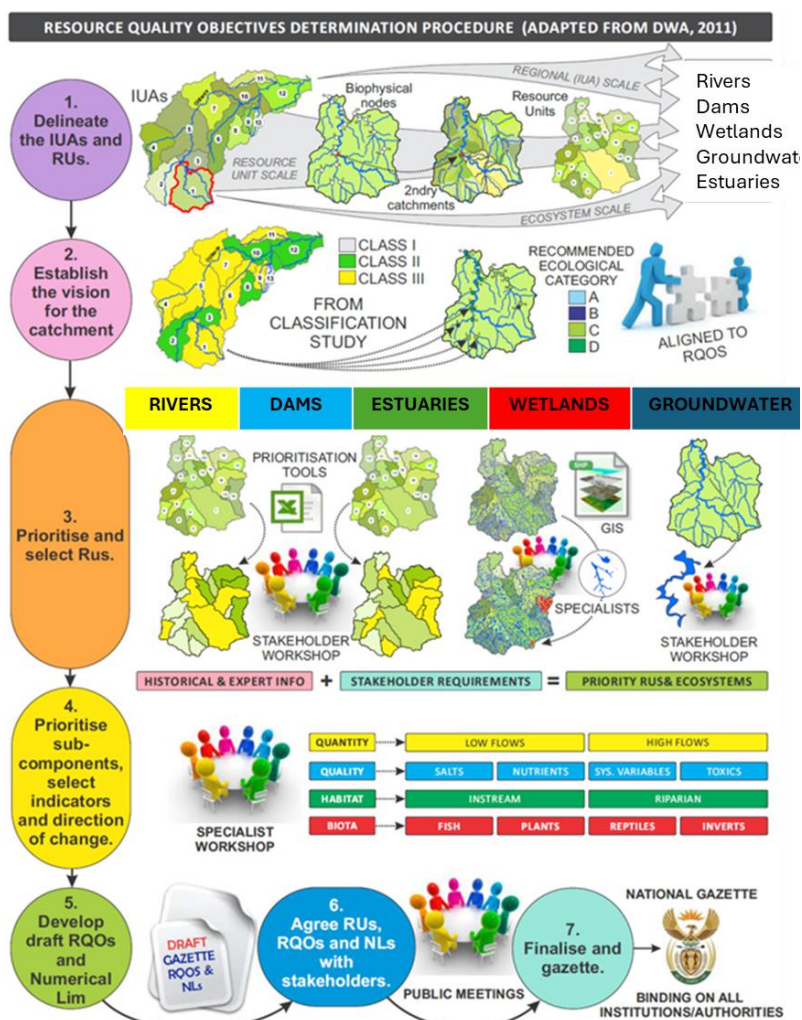 RESOURCE QUALITY OBJECTIVES DETERMINATION PROCEDURE (ADAPTED FROM DWA, 2011)
1.
Delineate
the IUAs and
RUs.
IUAs
Biophysical
nodes
2ndry
catchments
Resource
Units
REGIONAL (IUA) SCALE
RESOURCE
UNIT SCALE
ECOSYSTEM SCALE
Rivers
Dams
Wetlands
Groundwate
Estuaries
2.
Establish
the vision
for the
catchment
CLASS I
CLASS II
CLASS III
FROM
CLASSIFICATION
STUDY
RECOMMENDED
ECOLOGICAL
CATEGORY
A
B
C
D
ALIGNED TO
RQOS
RIVERS
DAMS
ESTUARIES
WETLANDS
GROUNDWATER
3.
Prioritise and
select Rus.
PRIORITISATION
TOOLS
STAKEHOLDER
WORKSHOP
SHP
GIS
SPECIALISTS
STAKEHOLDER
WORKSHOP
HISTORICAL & EXPERT INFO + STAKEHOLDER REQUIREMENTS = PRIORITY RUS& ECOSYSTEMS
4.
Prioritise
sub-
components,
select
indicators
and direction
of change.
SPECIALIST
WORKSHOP
QUANTITY LOW FLOWS HIGH FLOWS
QUALITY SALTS NUTRIENTS SYS. VARIABLES TOXICS
HABITAT INSTREAM RIPARIAN
BIOTA FISH PLANTS REPTILES INVERTS
5.
Develop
draft RQOs
and
Numerical
Lim
DRAFT
GAZETTE
RQOS &
NLs
6.
Agree RUs,
RQOs and NLs
with
stakeholders.
PUBLIC MEETINGS
7.
Finalise and
gazette.
NATIONAL GAZETTE
BINDING ON ALL
INSTITUTIONS/AUTHORITIES